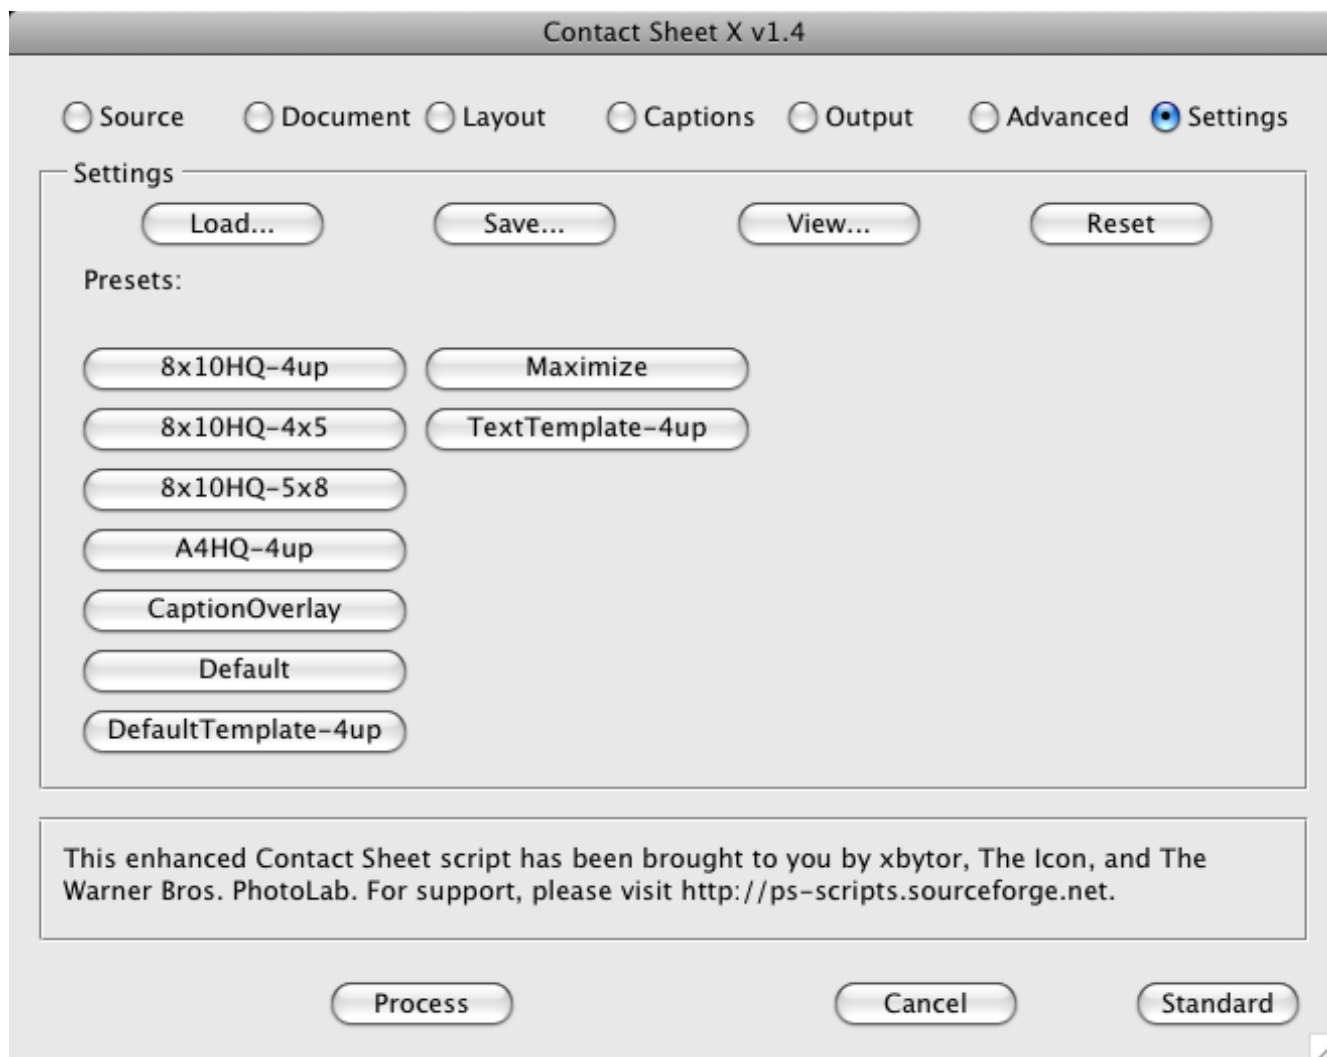 Contact Sheet X v1.4
Source Document Layout Captions Output Advanced Settings
Settings
Load... Save... View... Reset
Presets:
8x10HQ-4up Maximize
8x10HQ-4x5 TextTemplate-4up
8x10HQ-5x8
A4HQ-4up
CaptionOverlay
Default
DefaultTemplate-4up
This enhanced Contact Sheet script has been brought to you by xbytor, The Icon, and The
Warner Bros. PhotoLab. For support, please visit http://ps-scripts.sourceforge.net.
Process Cancel Standard